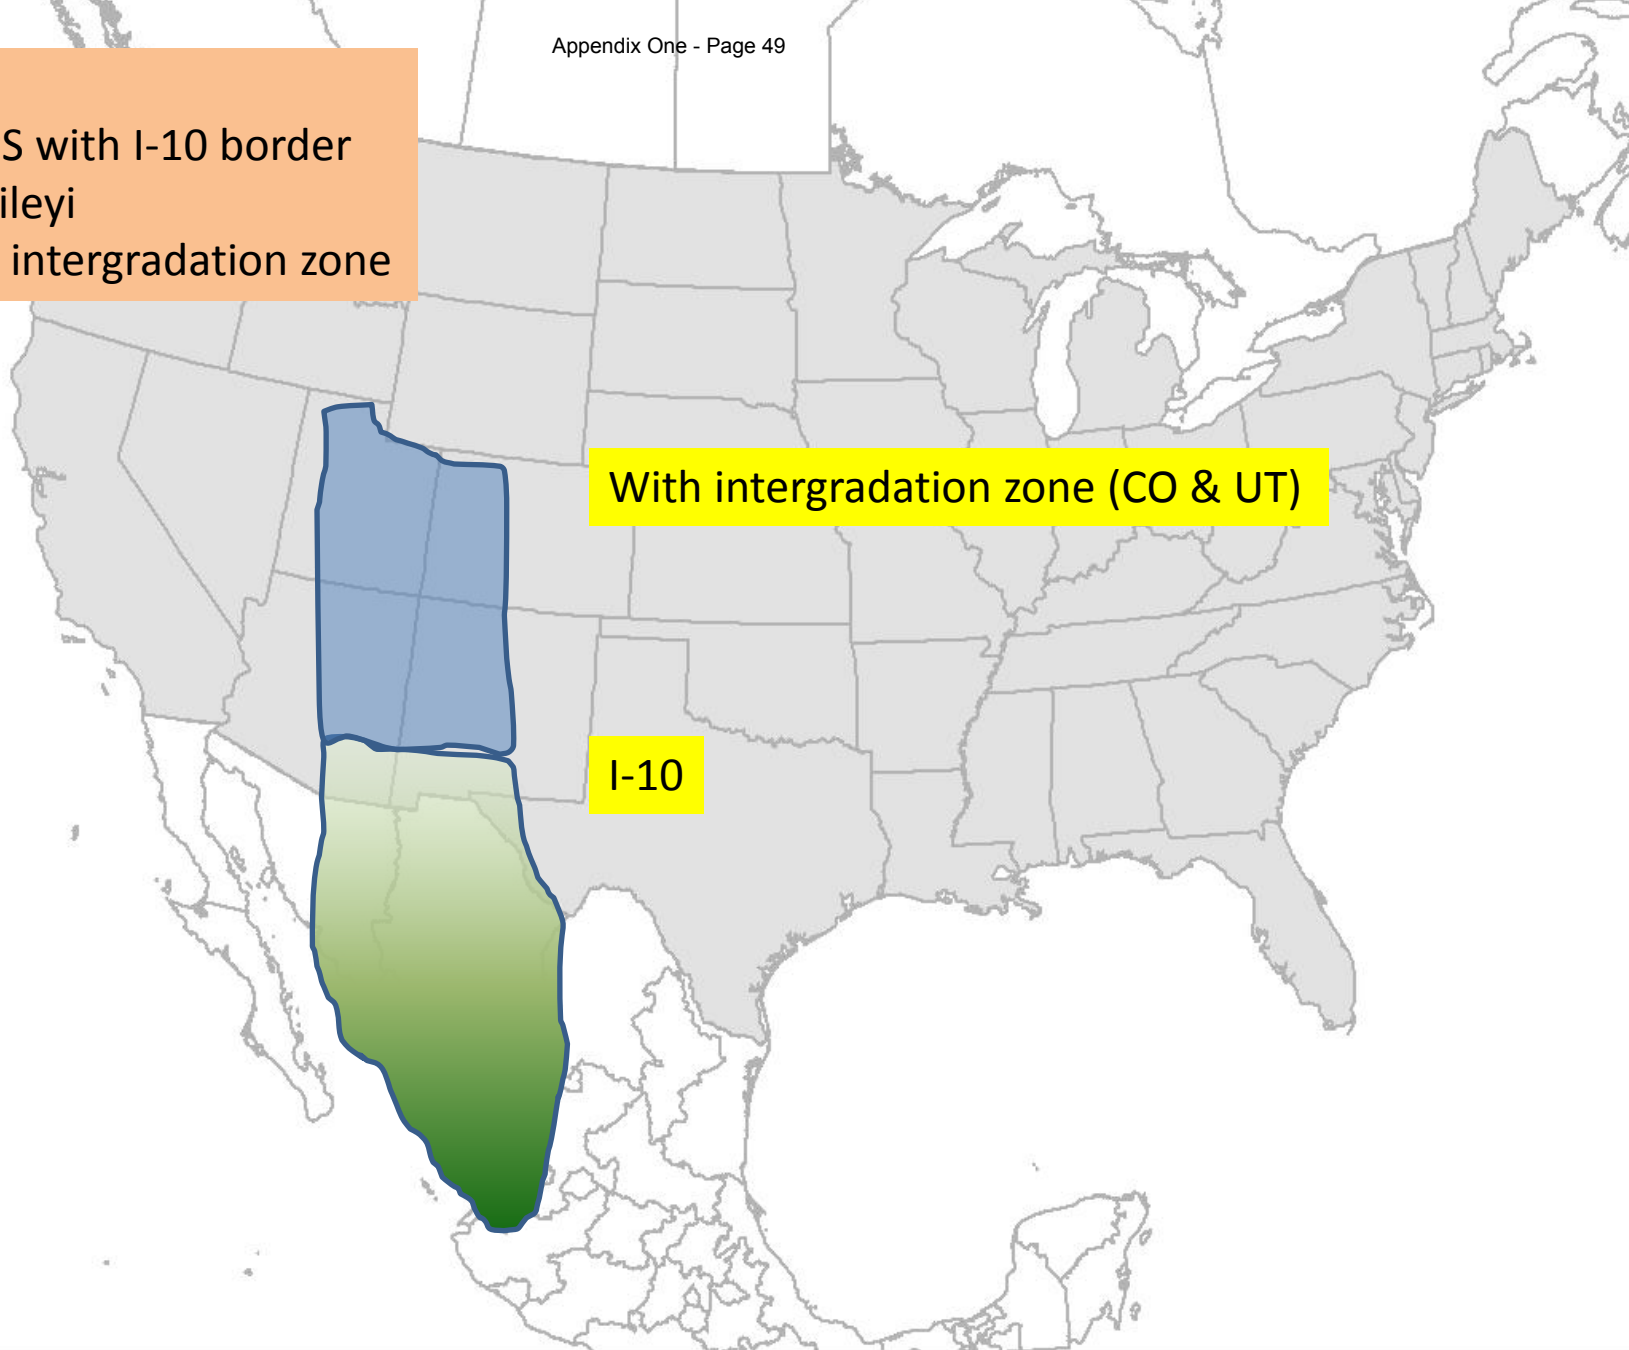 Appendix One - Page 49
S with I-10 border
ileyi
intergradation zone
With intergradation zone (CO & UT)
I-10